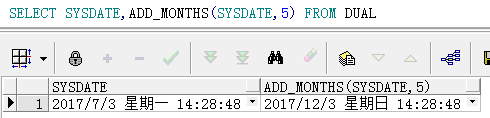 SELECT SYSDATE,ADD_MONTHS(SYSDATE,5) FROM DUAL
SYSDATE ADD_MONTHS(SYSDATE,5)
1 2017/7/3 星期一 14:28:48 2017/12/3 星期日 14:28:48